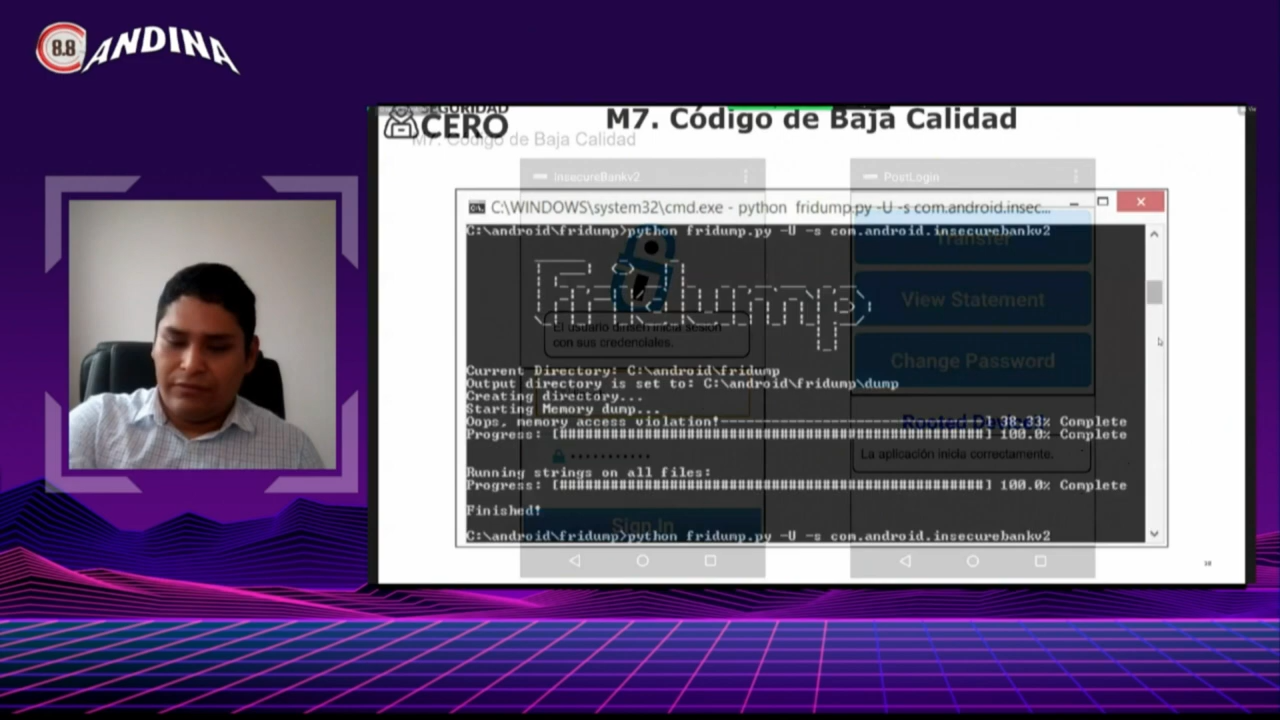 8.8 ANDINA
SEGURIDAD
CERO
M7. Código de Baja Calidad
M7. Código de Baja Calidad
InsecureBankv2
PostLogin
C:\WINDOWS\system32\cmd.exe - python fridump.py -U -s com.android.insec...
C:\android\fridump>python fridump.py -U -s com.android.insecurebankv2
Fridump
Transfer
View Statement
Change Password
El usuario dinsen inicia sesión
con sus credenciales.
Current Directory: C:\android\fridump
Output directory is set to: C:\android\fridump\dump
Creating directory...
Starting Memory dump...
Oops, memory access violation!-------------------------------] 38.33% Complete
Progress: [##################################################] 100.0% Complete
La aplicación inicia correctamente.
Running strings on all files:
Progress: [##################################################] 100.0% Complete
Finished!
Sign In
C:\android\fridump>python fridump.py -U -s com.android.insecurebankv2